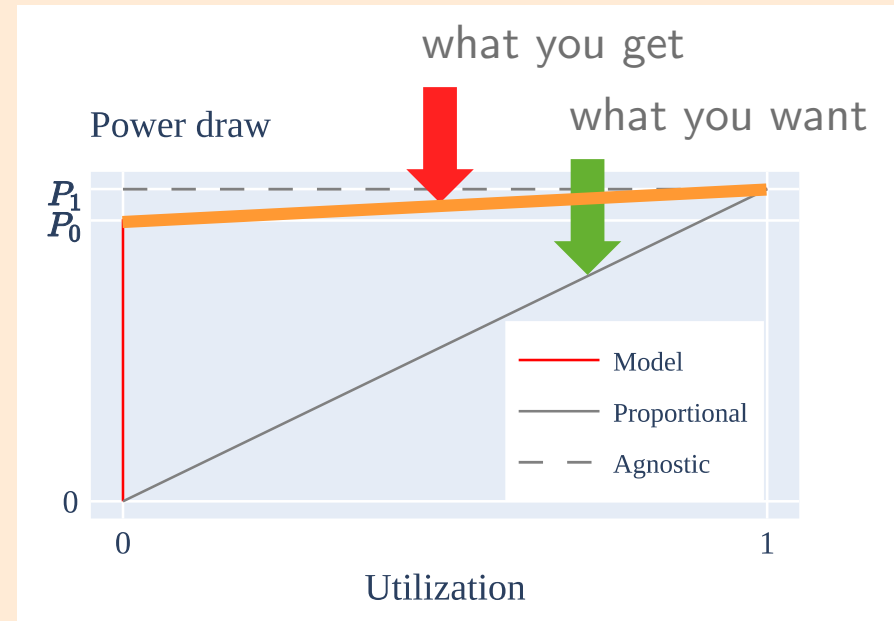 what you get
what you want
Power draw
P1
P0
Model
Proportional
Agnostic
0
0
1
Utilization